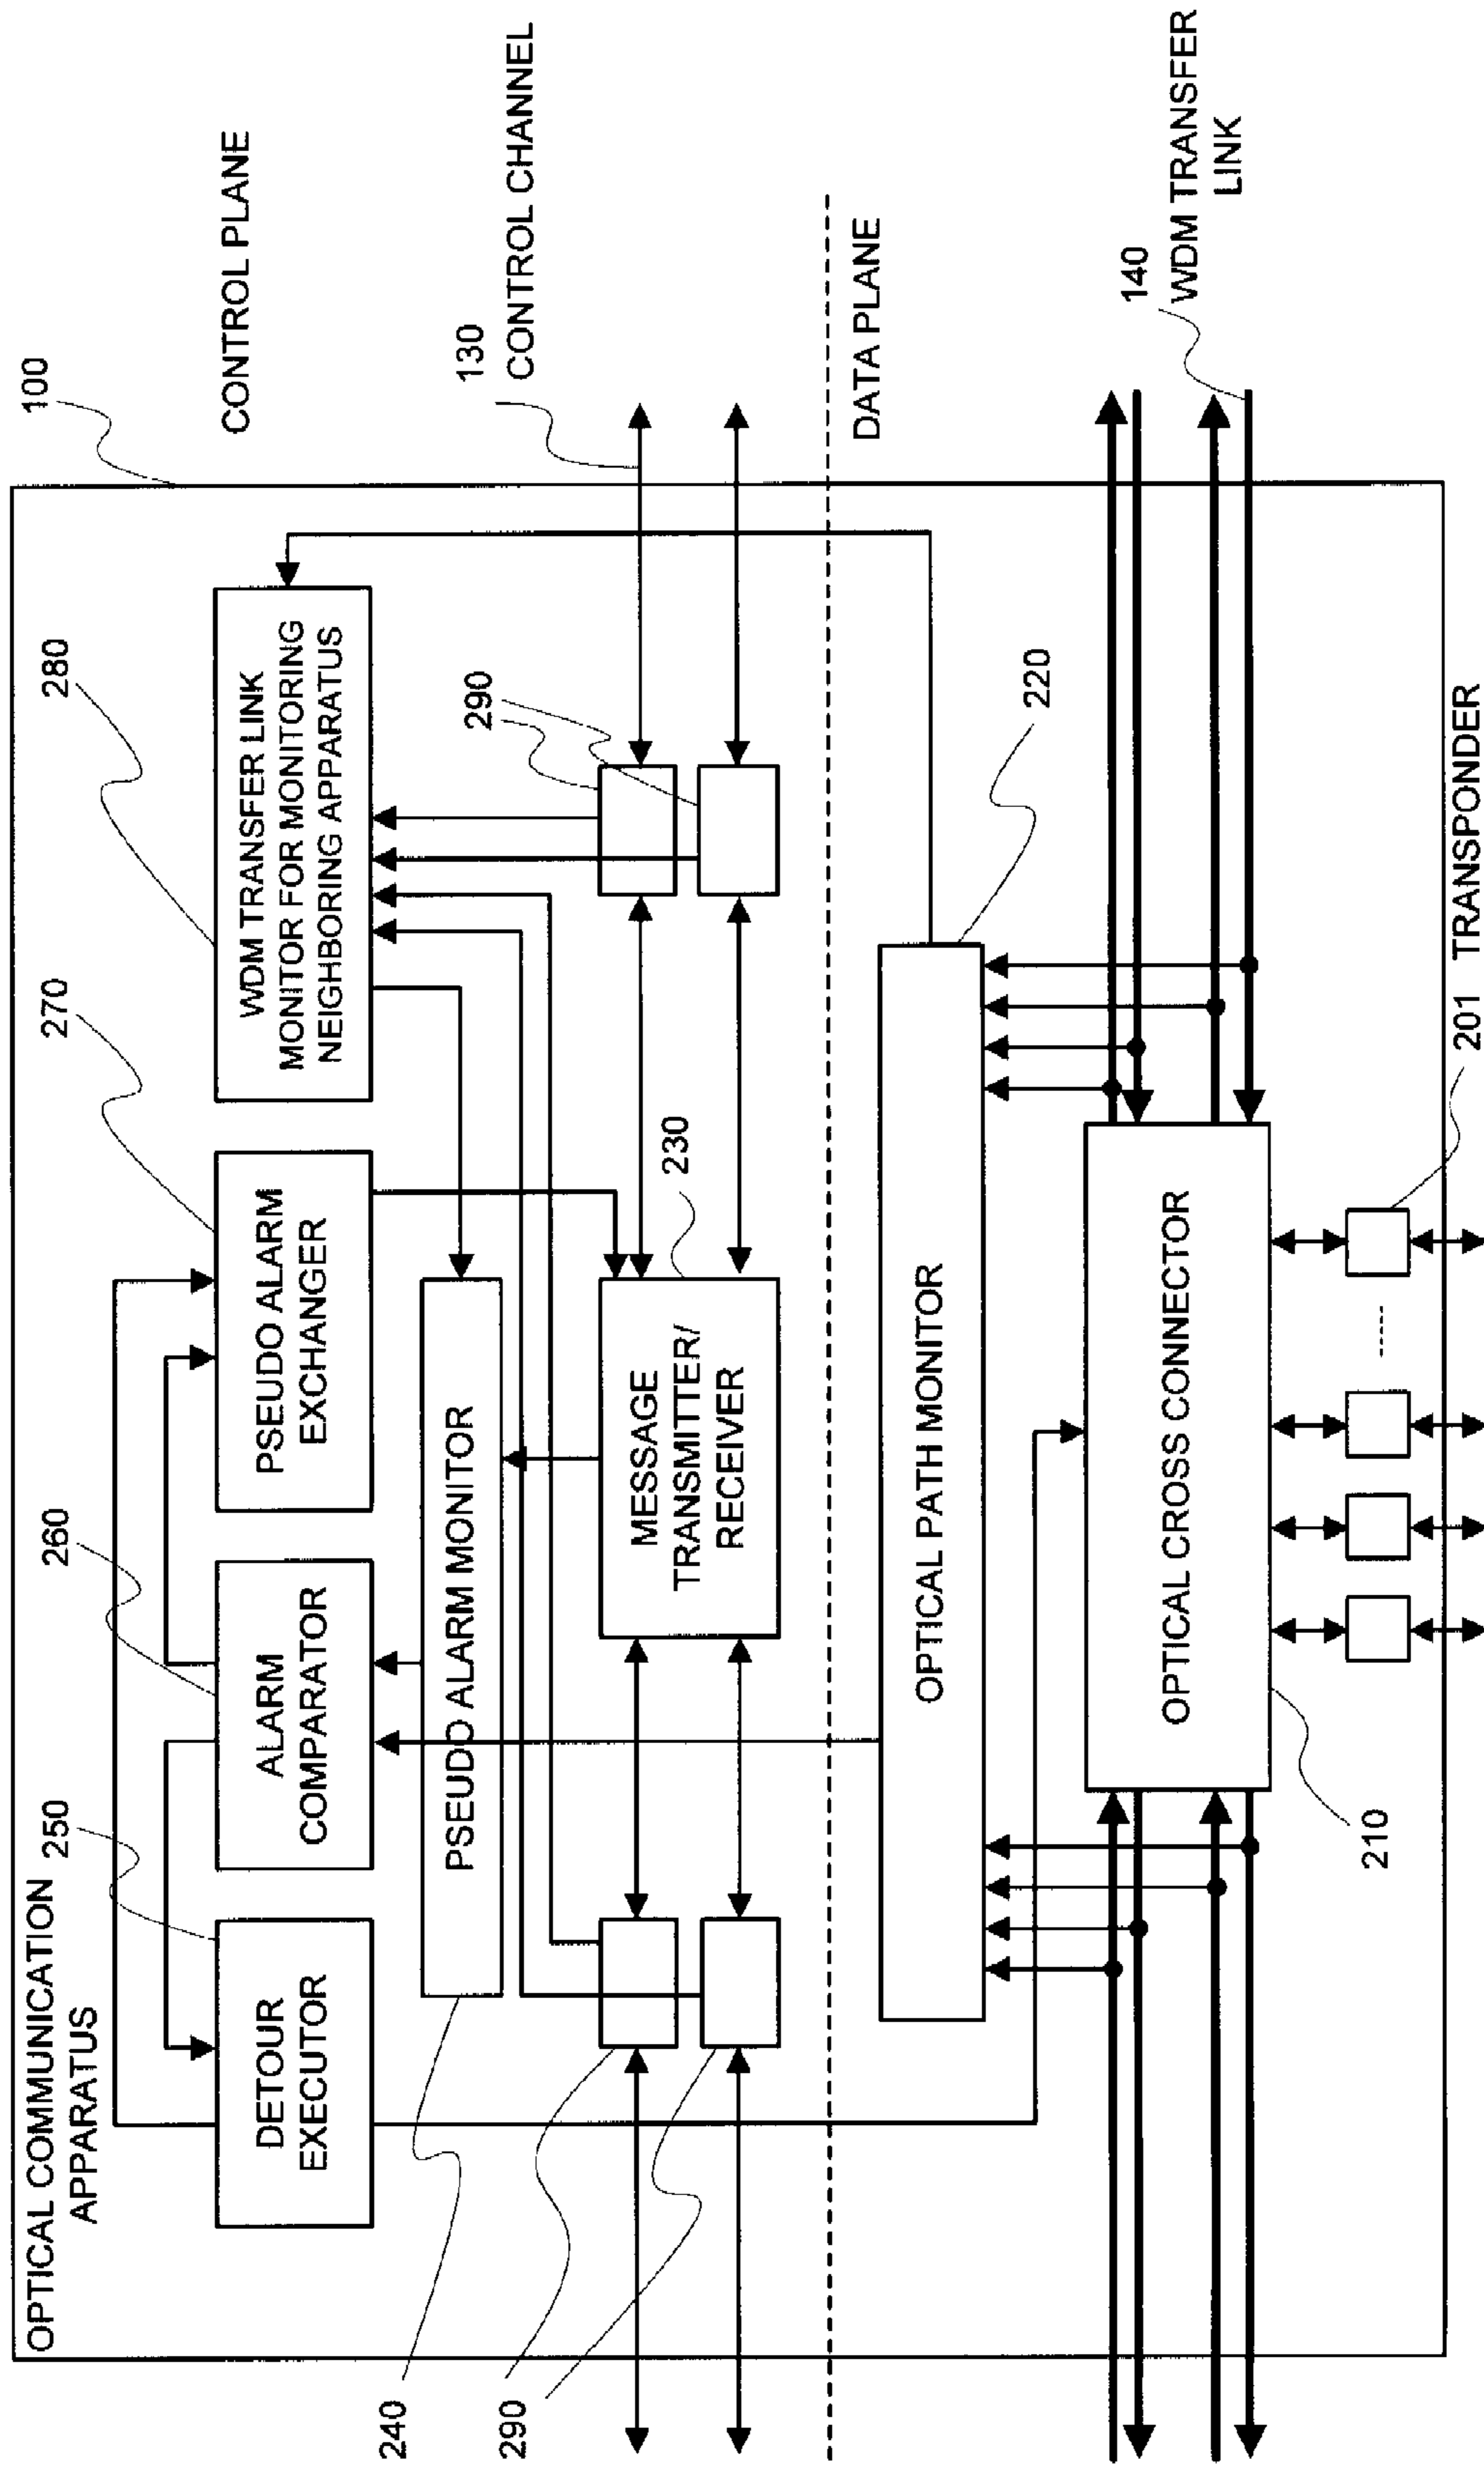 OPTICAL COMMUNICATION
APPARATUS
100
CONTROL PLANE
250
260
270
280
DETOUR
EXECUTOR
ALARM
COMPARATOR
PSEUDO ALARM
EXCHANGER
WDM TRANSFER LINK
MONITOR FOR MONITORING
NEIGHBORING APPARATUS
240
PSEUDO ALARM MONITOR
290
290
230
MESSAGE
TRANSMITTER/
RECEIVER
130
CONTROL CHANNEL
DATA PLANE
220
OPTICAL PATH MONITOR
140
WDM TRANSFER
LINK
OPTICAL CROSS CONNECTOR
210
201 TRANSPONDER